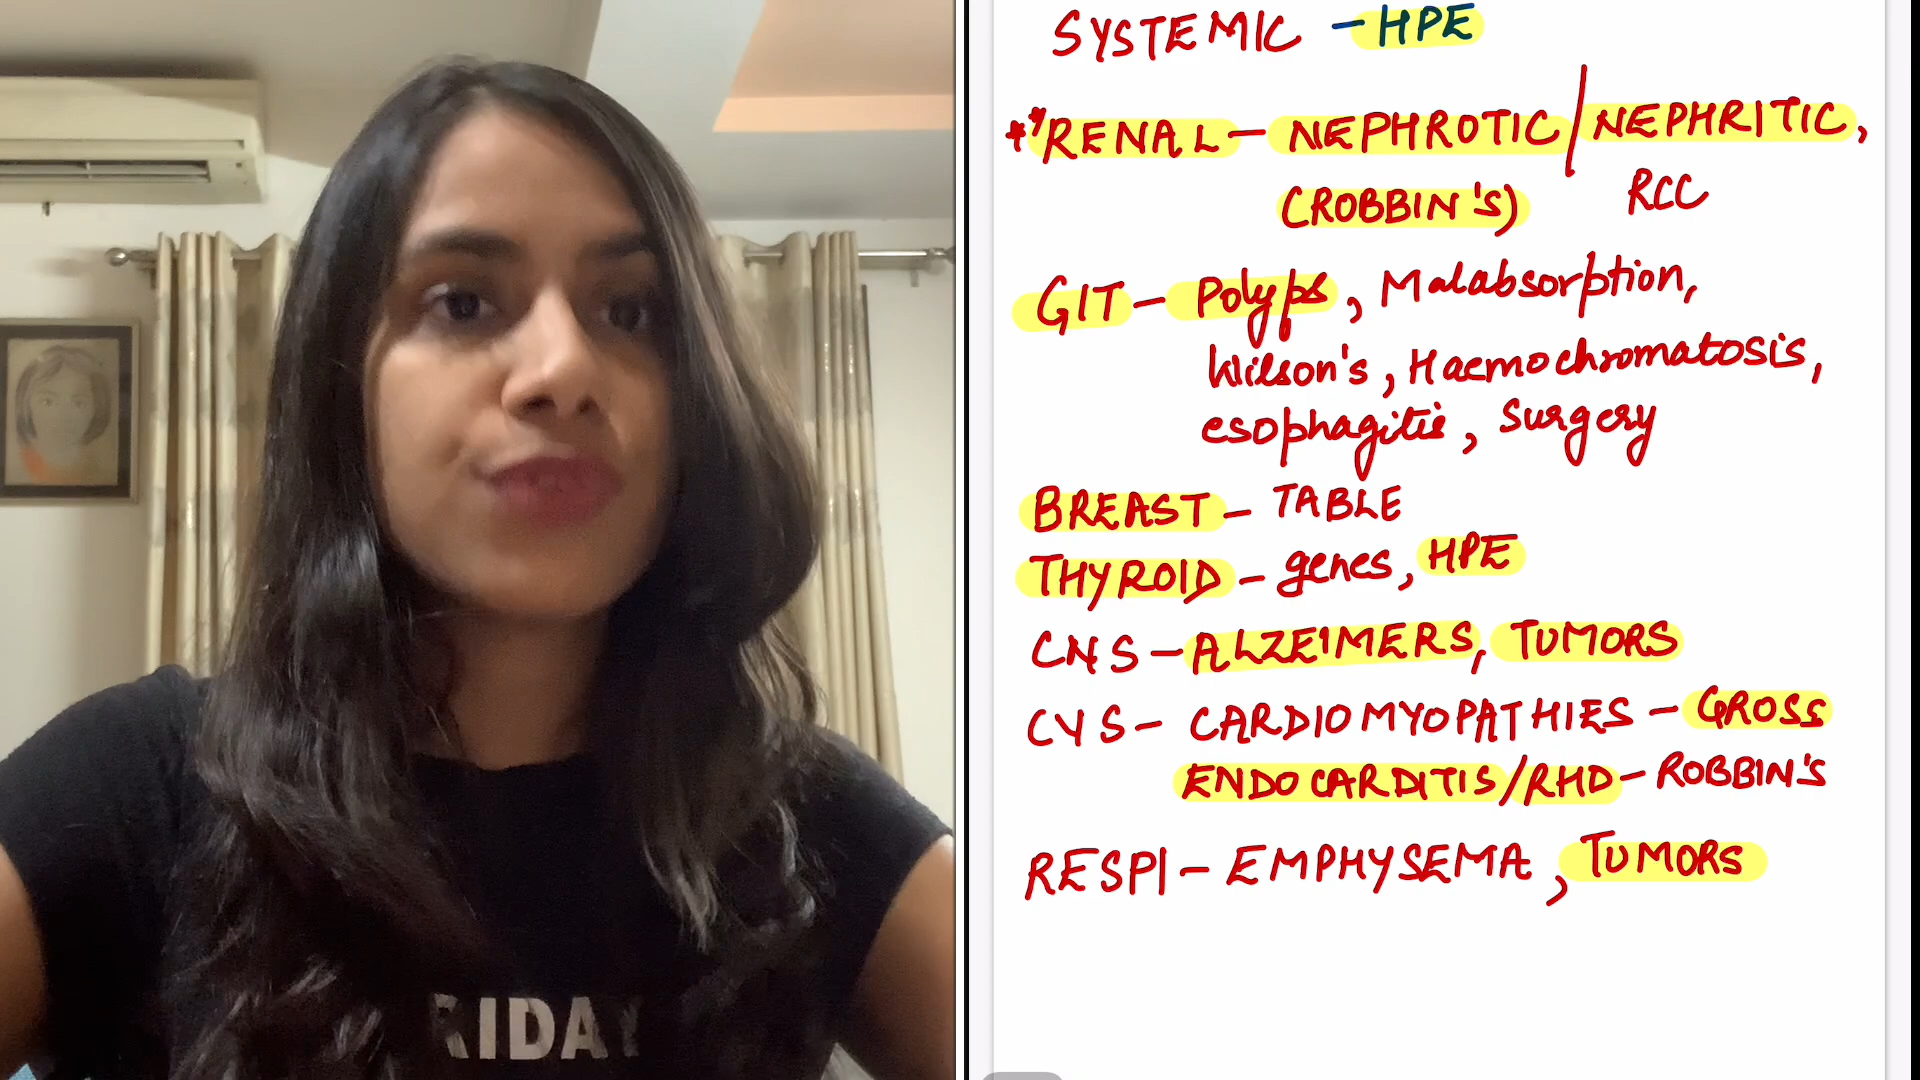 SYSTEMIC - HPE
**RENAL - NEPHROTIC / NEPHRITIC,
(ROBBIN'S) RCC
GIT - Polyps, Malabsorption,
Wilson's, Haemochromatosis,
esophagitis, Surgery
BREAST - TABLE
THYROID - genes, HPE
CNS - ALZEIMERS, TUMORS
CVS - CARDIOMYOPATHIES - GROSS
ENDOCARDITIS/RHD - ROBBIN'S
RESPI - EMPHYSEMA, TUMORS
RIDAY